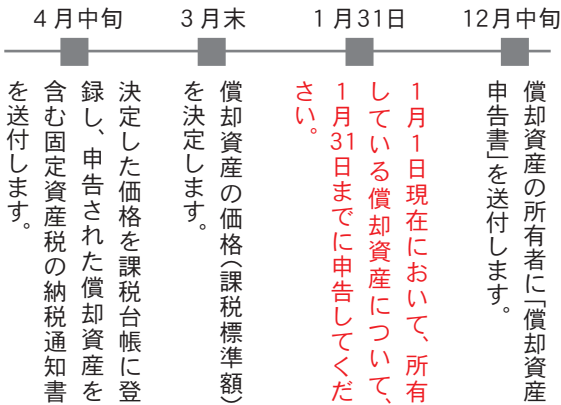 12月中旬
償却資産の所有者に「償却資産
申告書」を送付します。
1月31日
1月1日現在において、所有
している償却資産について、
1月31日までに申告してくだ
さい。
3月末
償却資産の価格(課税標準額)
を決定します。
4月中旬
決定した価格を課税台帳に登
録し、申告された償却資産を
含む固定資産税の納税通知書
を送付します。